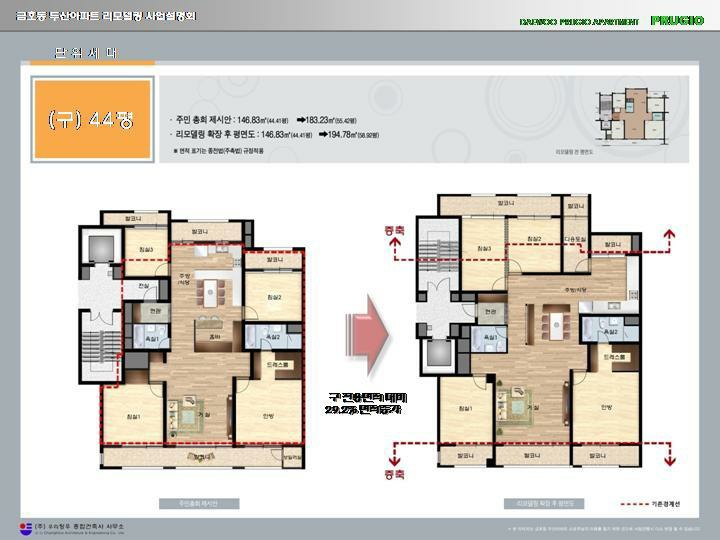 금호동 두산아파트 리모델링 사업설명회
DAEWOO PRUGIO APARTMENT PRUGIO
단 위 세 대
(구) 44평
· 주민 총회 제시안 : 146.83㎡(44.41평) ➡183.23㎡(55.42평)
· 리모델링 확장 후 평면도 : 146.83㎡(44.41평) ➡194.78㎡(58.92평)
※ 면적 표기는 종전법(주촉법) 규정적용
리모델링 전 평면도
발코니
발코니
침실3
발코니
전실
주방/식당
현관
침실2
욕실1
욕실2
드레스룸
침실1
거 실
안방
구 전용면적 대비
29.2% 면적증가
증축
발코니
발코니
침실3
침실2
다용도실
발코니
주방/식당
현관
욕실1
욕실2
드레스룸
침실1
거 실
안방
발코니
발코니
발코니
증축
주민총회 제시안
리모델링 확장 후 평면도
기존경계선
(주) 우리탐우 종합건축사 사무소